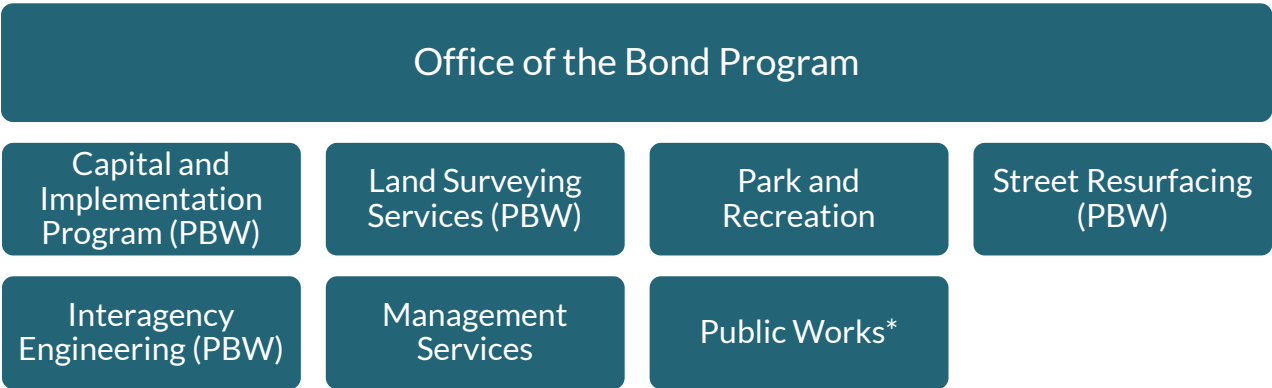 Office of the Bond Program
Capital and
Implementation
Program (PBW)
Land Surveying
Services (PBW)
Park and
Recreation
Street Resurfacing
(PBW)
Interagency
Engineering (PBW)
Management
Services
Public Works*